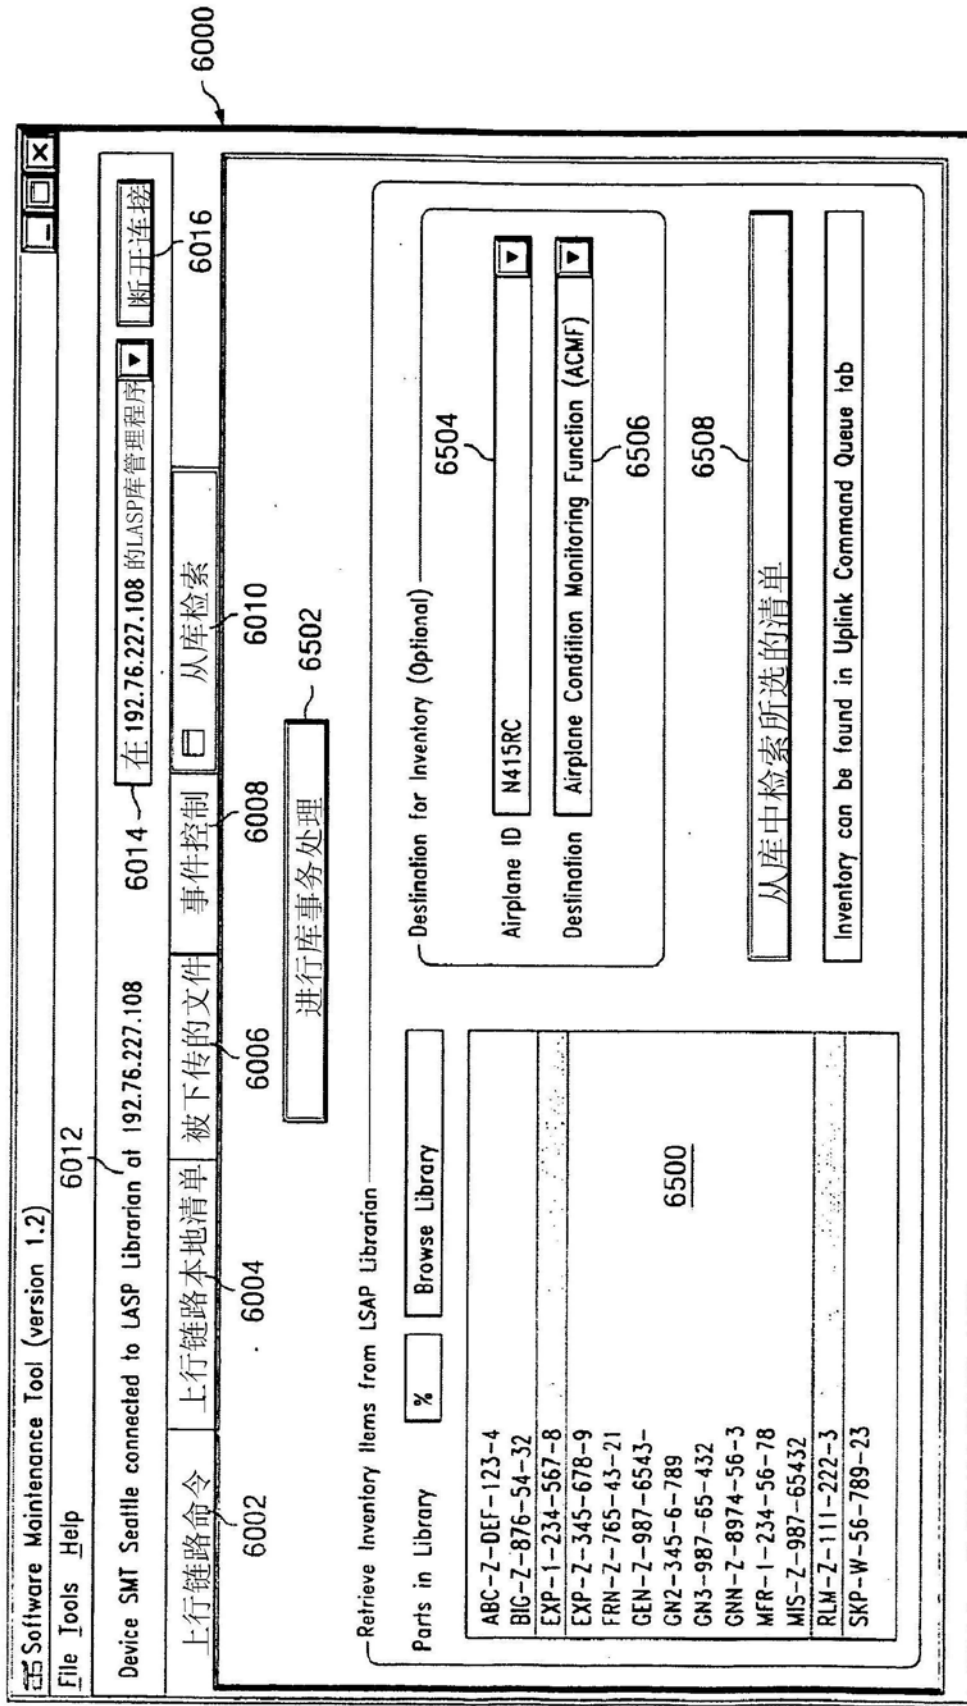 Software Maintenance Tool (version 1.2)
File Tools Help
6012
Device SMT Seattle connected to LASP Librarian at 192.76.227.108
6014
在 192.76.227.108 的LASP库管理程序
断开连接
6016
6000
上行链路命令
上行链路本地清单
被下传的文件
事件控制
从库检索
6002
6004
6006
6008
6010
进行库事务处理
6502
Retrieve Inventory Items from LSAP Librarian
Parts in Library
%
Browse Library
ABC-Z-DEF-123-4
BIG-Z-876-54-32
EXP-1-234-567-8
EXP-Z-345-678-9
FRN-Z-765-43-21
GEN-Z-987-6543-
GN2-345-6-789
GN3-987-65-432
GNN-Z-8974-56-3
MFR-1-234-56-78
MIS-Z-987-65432
RLM-Z-111-222-3
SKP-W-56-789-23
6500
Destination for Inventory (Optional)
6504
Airplane ID N415RC
Destination Airplane Condition Monitoring Function (ACMF)
6506
6508
从库中检索所选的清单
Inventory can be found in Uplink Command Queue tab